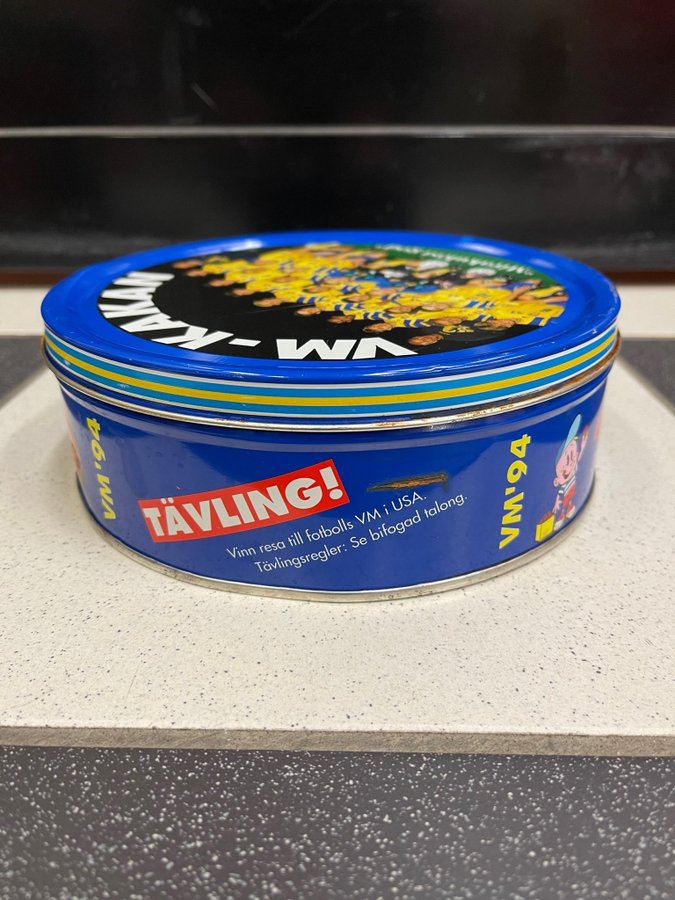 VM-KAKAN
VM'94
TÄVLING!
Vinn resa till fotbolls VM i USA.
Tävlingsregler: Se bifogad talong.
VM'94